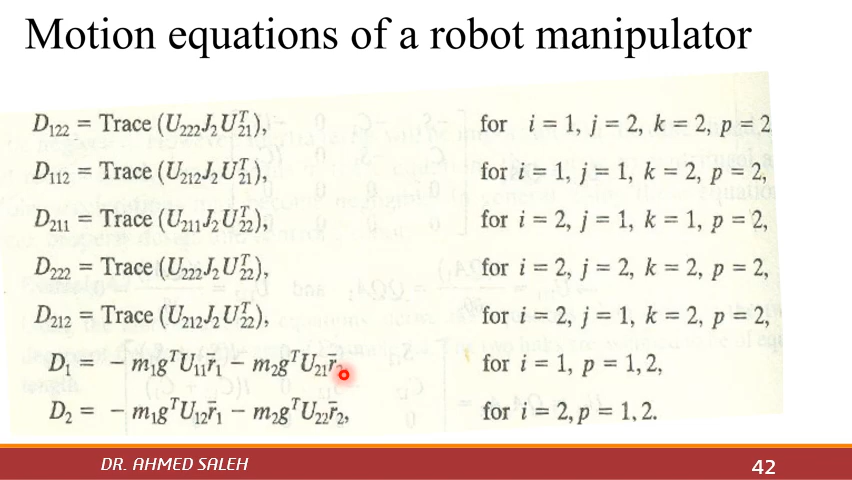 Motion equations of a robot manipulator
D₁₂₂ = Trace (U₂₂₂J₂U₂₁ᵀ), for i = 1, j = 2, k = 2, p = 2
D₁₁₂ = Trace (U₂₁₂J₂U₂₁ᵀ), for i = 1, j = 1, k = 2, p = 2,
D₂₁₁ = Trace (U₂₁₁J₂U₂₂ᵀ), for i = 2, j = 1, k = 1, p = 2,
D₂₂₂ = Trace (U₂₂₂J₂U₂₂ᵀ), for i = 2, j = 2, k = 2, p = 2,
D₂₁₂ = Trace (U₂₁₂J₂U₂₂ᵀ), for i = 2, j = 1, k = 2, p = 2,
D₁ = − m₁gᵀU₁₁r̄₁ − m₂gᵀU₂₁r̄₂ for i = 1, p = 1, 2,
D₂ = − m₁gᵀU₁₂r̄₁ − m₂gᵀU₂₂r̄₂, for i = 2, p = 1, 2.
DR. AHMED SALEH 42